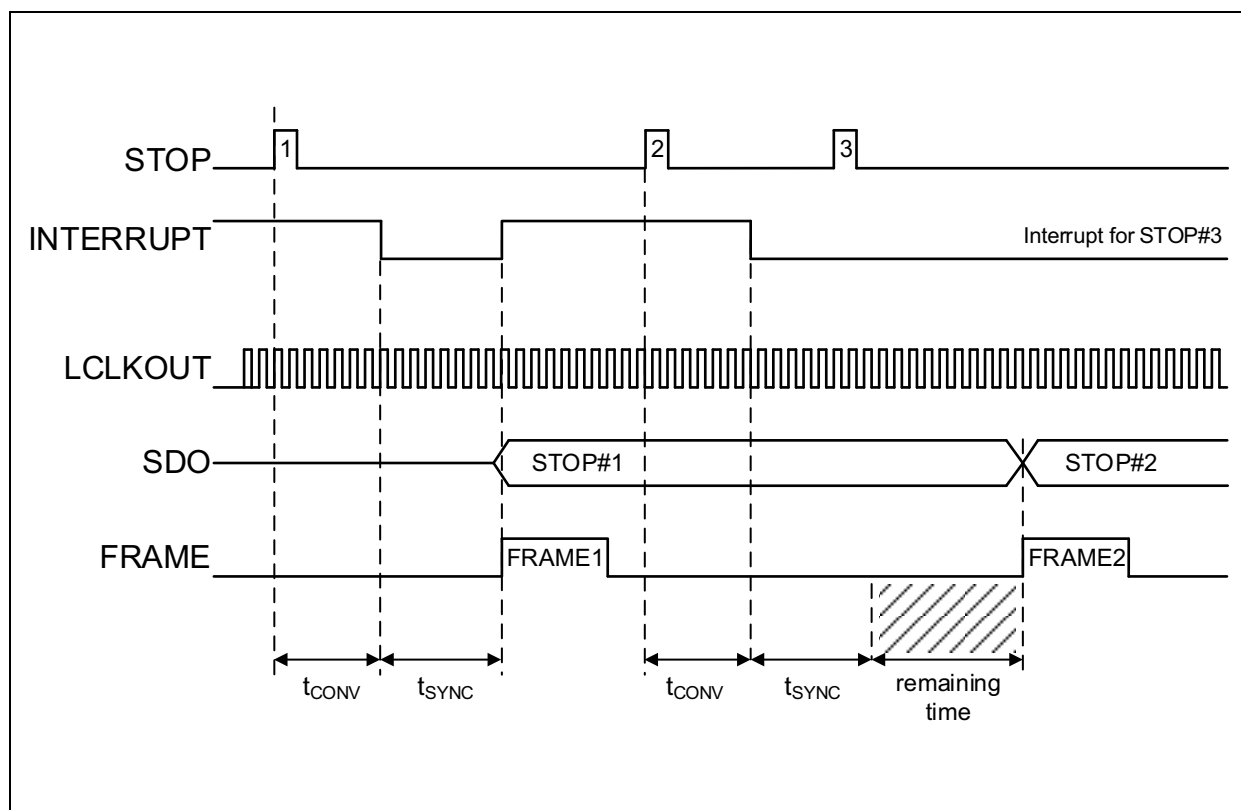 STOP
1
2
3
INTERRUPT
Interrupt for STOP#3
LCLKOUT
SDO
STOP#1
STOP#2
FRAME
FRAME1
FRAME2
tCONV
tSYNC
tCONV
tSYNC
remaining
time